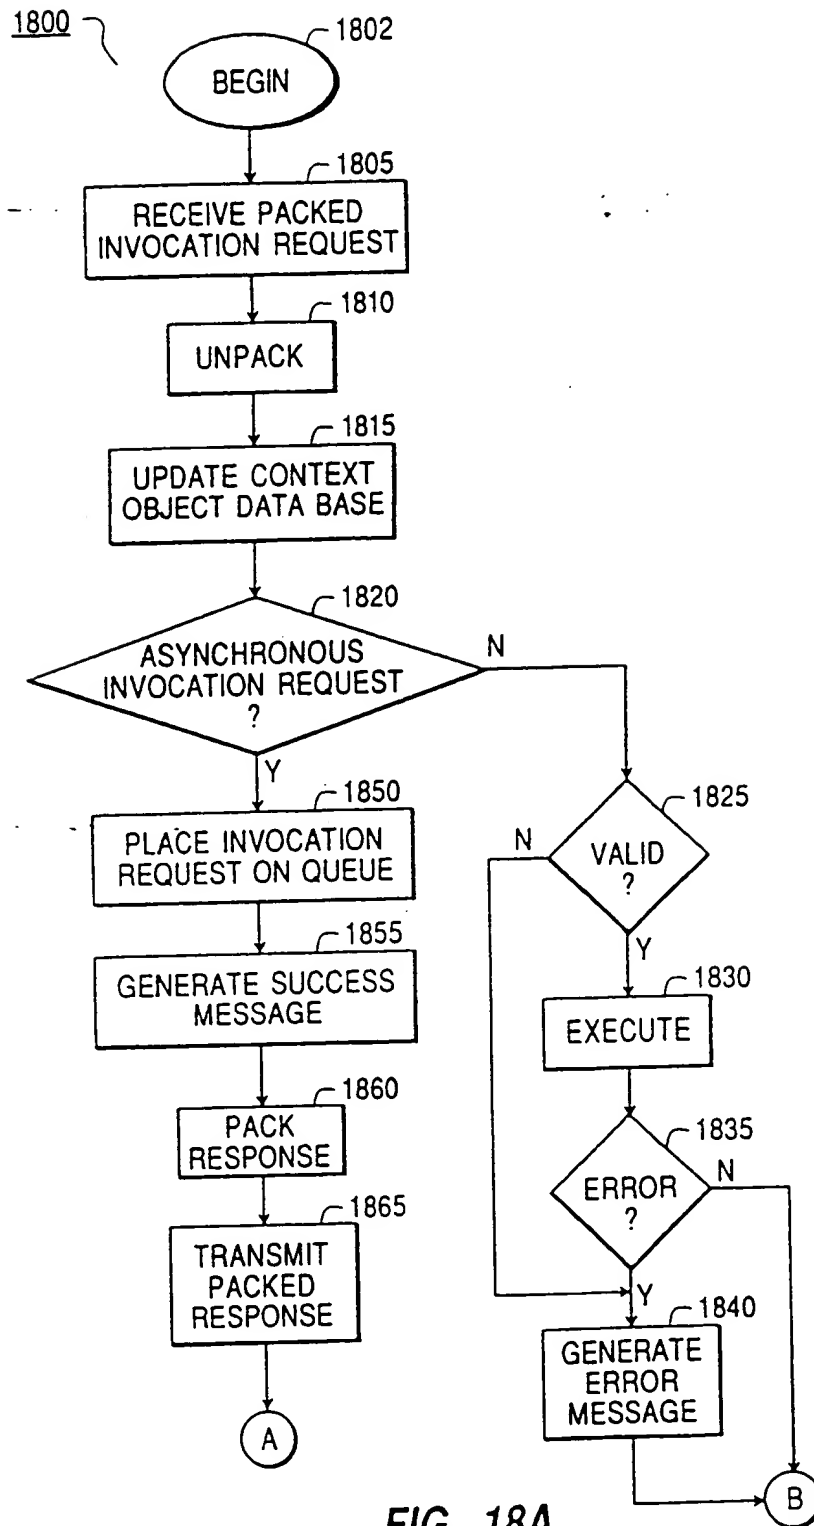 1800
1802
BEGIN
1805
RECEIVE PACKED
INVOCATION REQUEST
1810
UNPACK
1815
UPDATE CONTEXT
OBJECT DATA BASE
1820
ASYNCHRONOUS
INVOCATION REQUEST
?
N
Y
1850
PLACE INVOCATION
REQUEST ON QUEUE
1855
GENERATE SUCCESS
MESSAGE
1860
PACK
RESPONSE
1865
TRANSMIT
PACKED
RESPONSE
A
1825
VALID
?
N
Y
1830
EXECUTE
1835
ERROR
?
N
Y
1840
GENERATE
ERROR
MESSAGE
B
FIG. 18A